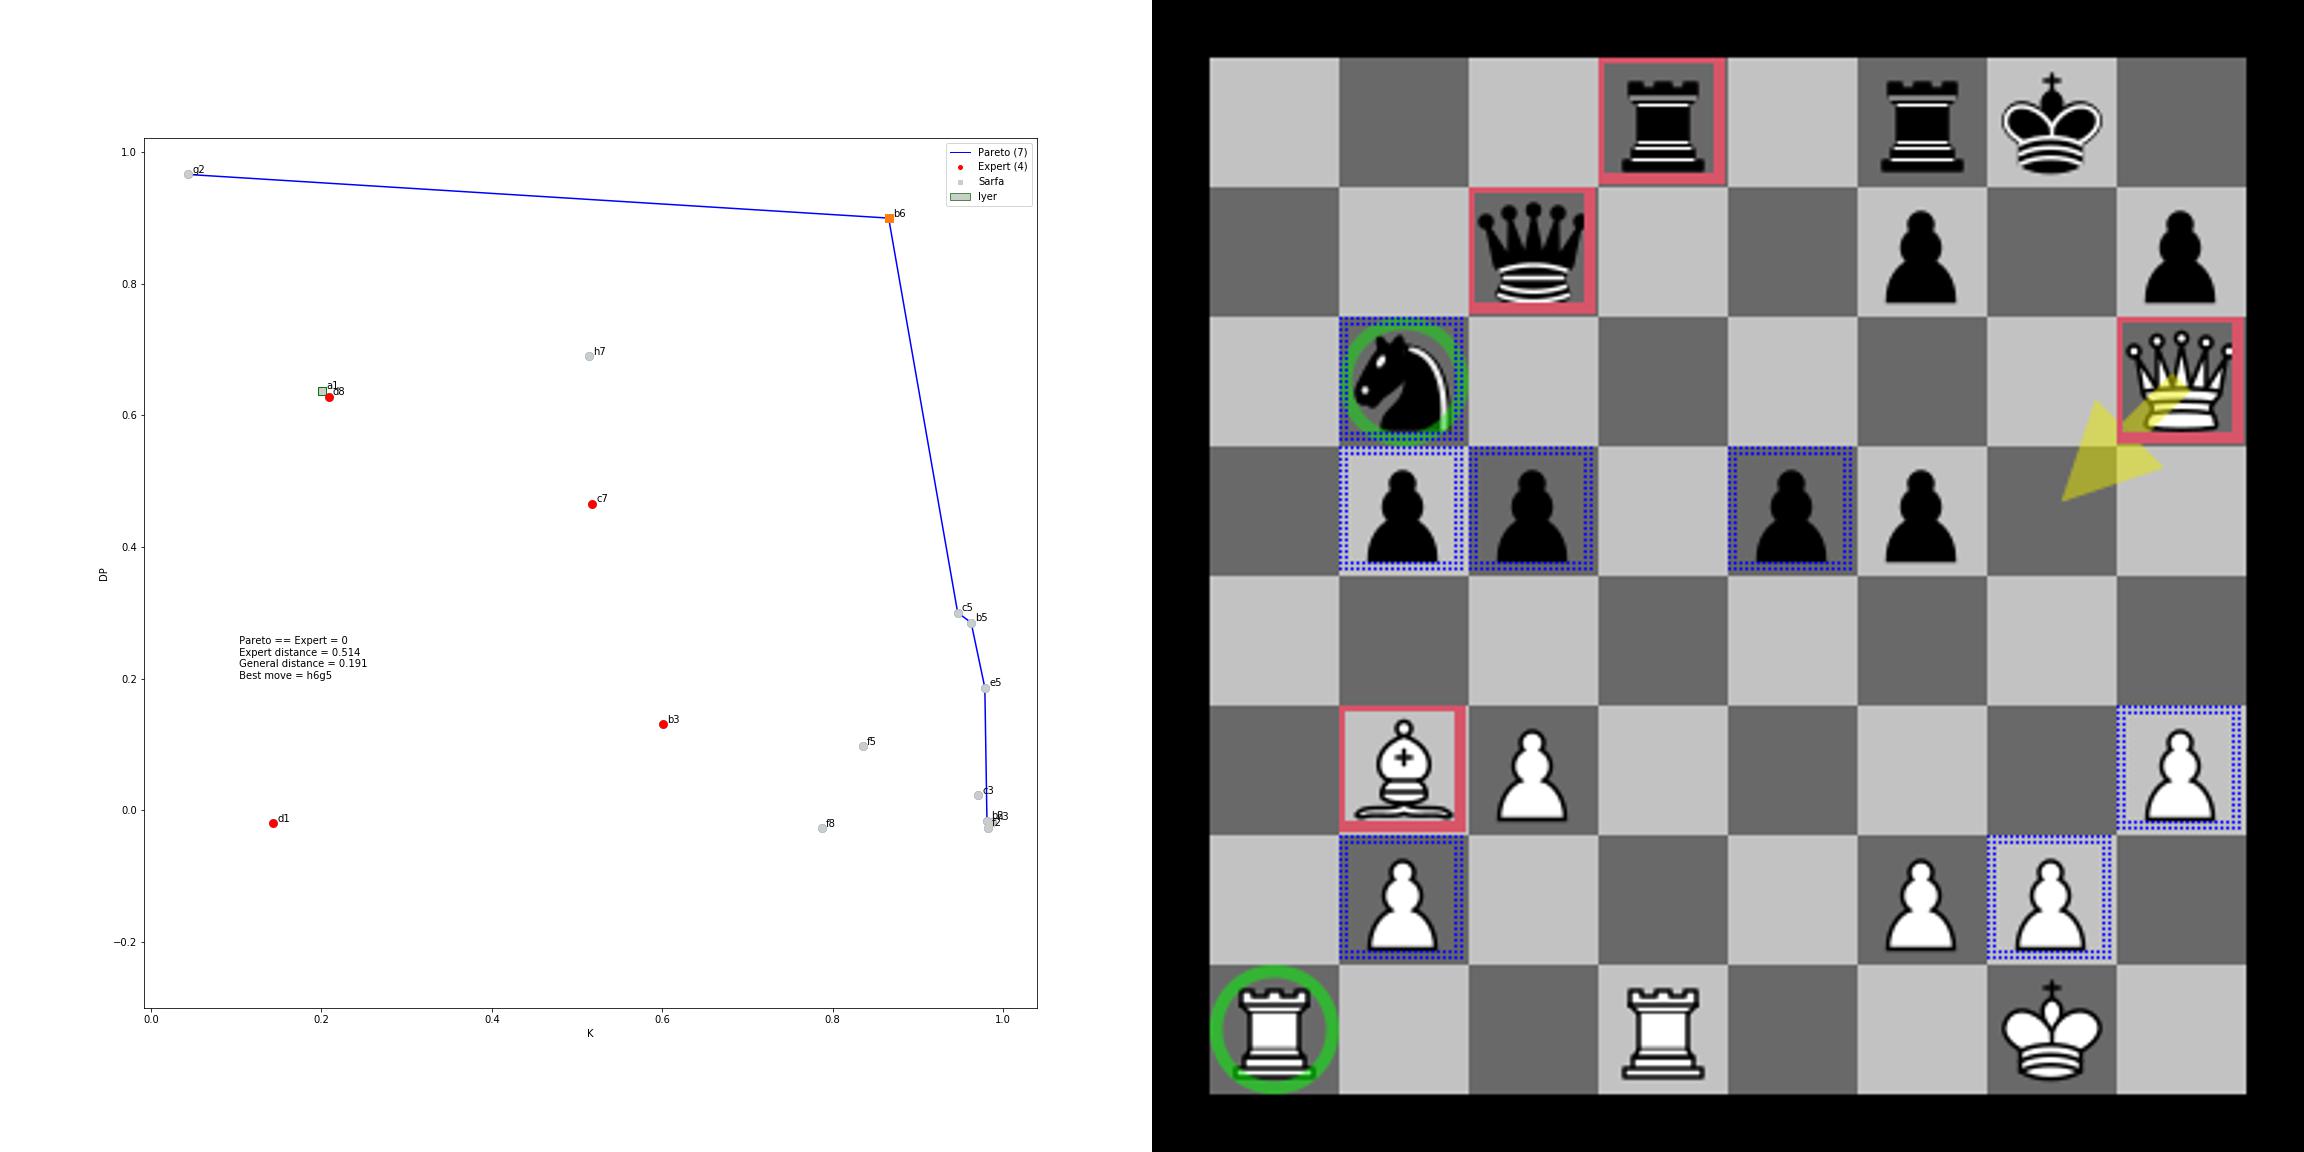 1.0
0.8
0.6
0.4
0.2
0.0
−0.2
DP
0.0
0.2
0.4
0.6
0.8
1.0
K
Pareto (7)
Expert (4)
Sarfa
Iyer
g2
b6
h7
a1
d8
c7
c5
b5
e5
b3
f5
c3
f2
f8
d1
Pareto == Expert = 0
Expert distance = 0.514
General distance = 0.191
Best move = h6g5